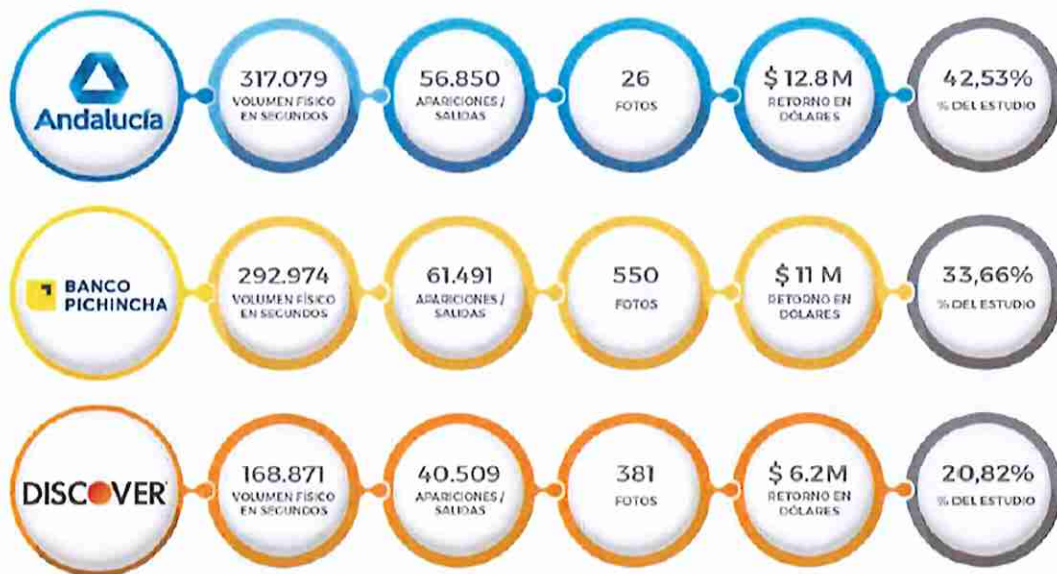 Andalucía
317.079
VOLUMEN FÍSICO
EN SEGUNDOS
56.850
APARICIONES /
SALIDAS
26
FOTOS
$ 12.8 M
RETORNO EN
DÓLARES
42,53%
% DEL ESTUDIO
BANCO
PICHINCHA
292.974
VOLUMEN FÍSICO
EN SEGUNDOS
61.491
APARICIONES /
SALIDAS
550
FOTOS
$ 11 M
RETORNO EN
DÓLARES
33,66%
% DEL ESTUDIO
DISCOVER
168.871
VOLUMEN FÍSICO
EN SEGUNDOS
40.509
APARICIONES /
SALIDAS
381
FOTOS
$ 6.2M
RETORNO EN
DÓLARES
20,82%
% DEL ESTUDIO